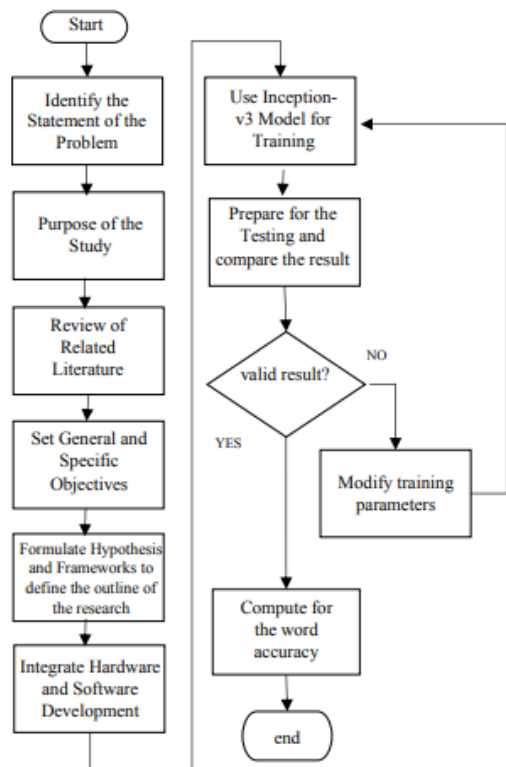 Start
Identify the
Statement of the
Problem
Purpose of the
Study
Review of
Related
Literature
Set General and
Specific
Objectives
Formulate Hypothesis
and Frameworks to
define the outline of
the research
Integrate Hardware
and Software
Development
Use Inception-
v3 Model for
Training
Prepare for the
Testing and
compare the result
valid result?
NO
YES
Modify training
parameters
Compute for
the word
accuracy
end